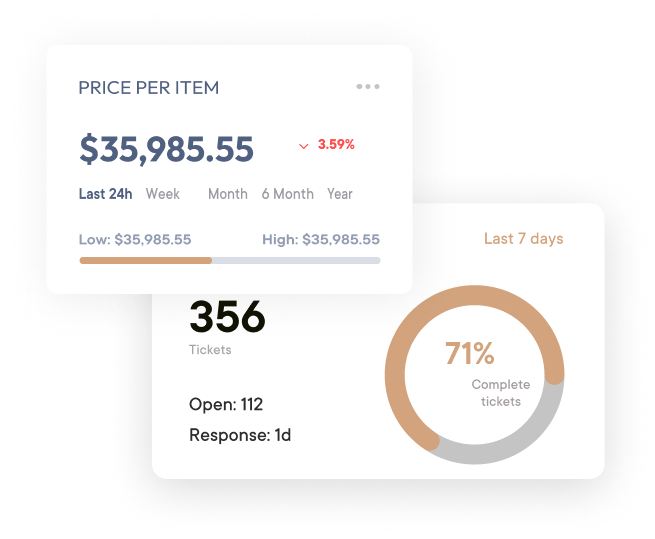 PRICE PER ITEM
$35,985.55
3.59%
Last 24h Week Month 6 Month Year
Low: $35,985.55 High: $35,985.55
Last 7 days
356
Tickets
71%
Complete
tickets
Open: 112
Response: 1d